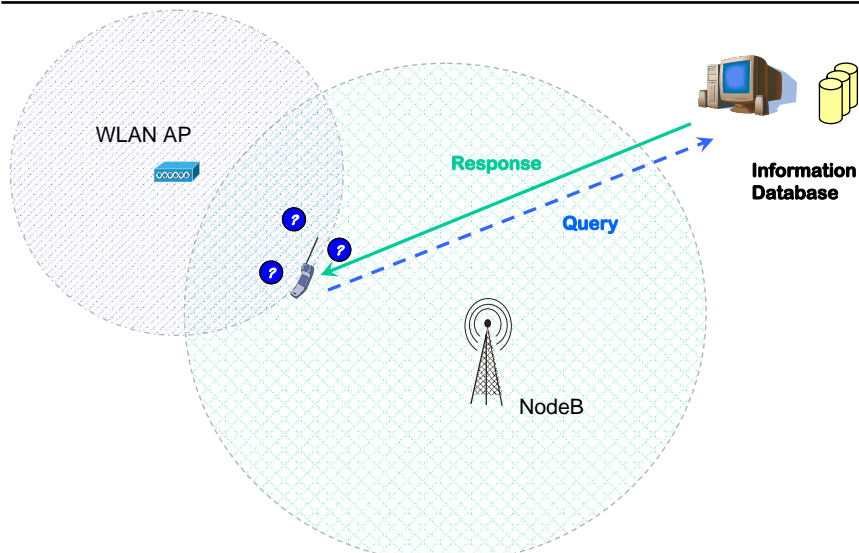 WLAN AP
Response
Information
Database
Query
?
?
?
NodeB